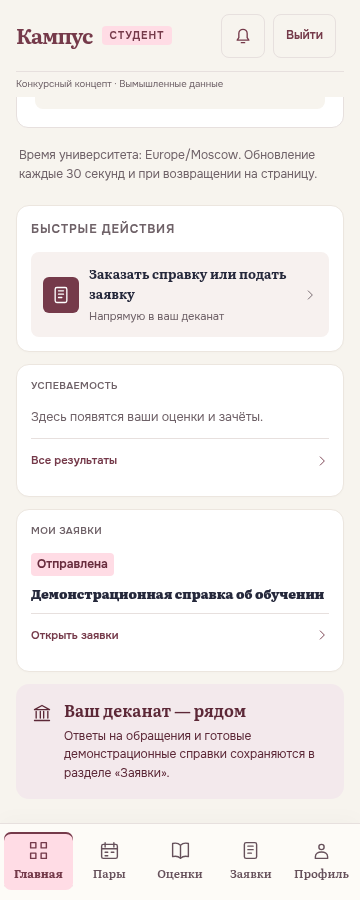 Кампус
СТУДЕНТ
Выйти
Конкурсный концепт · Вымышленные данные
Время университета: Europe/Moscow. Обновление
каждые 30 секунд и при возвращении на страницу.
БЫСТРЫЕ ДЕЙСТВИЯ
Заказать справку или подать
заявку
Напрямую в ваш деканат
УСПЕВАЕМОСТЬ
Здесь появятся ваши оценки и зачёты.
Все результаты
МОИ ЗАЯВКИ
Отправлена
Демонстрационная справка об обучении
Открыть заявки
Ваш деканат — рядом
Ответы на обращения и готовые
демонстрационные справки сохраняются в
разделе «Заявки».
Главная
Пары
Оценки
Заявки
Профиль